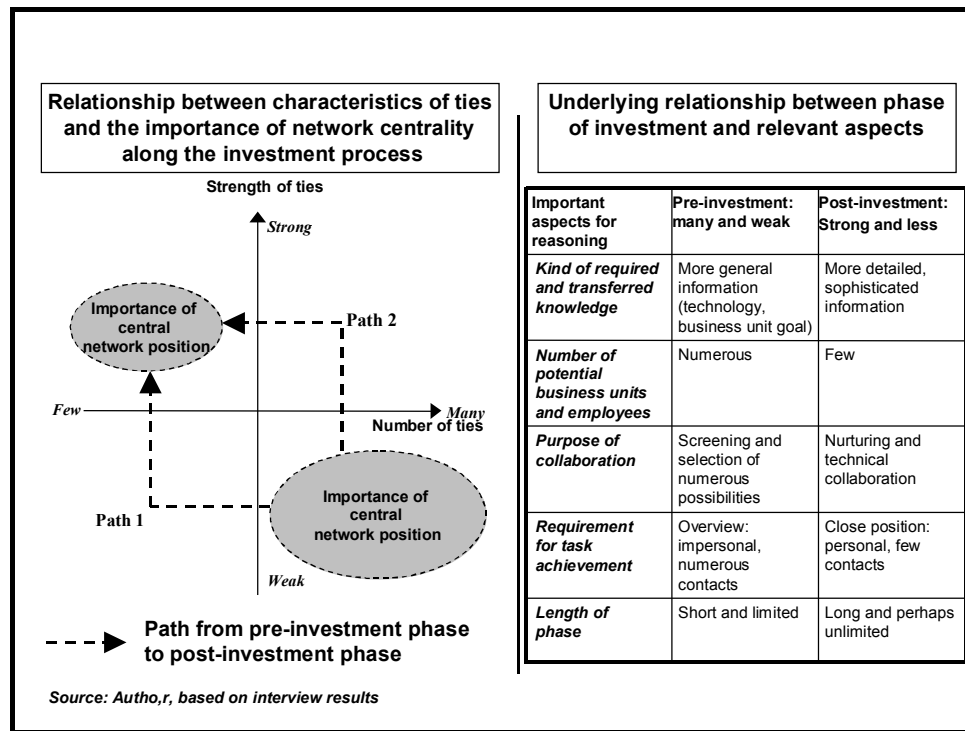 Relationship between characteristics of ties
and the importance of network centrality
along the investment process
Strength of ties
Strong
Importance of
central
network position
Path 2
Few
Many
Number of ties
Importance of
central
network position
Path 1
Weak
Path from pre-investment phase
to post-investment phase
Source: Autho,r, based on interview results
Underlying relationship between phase
of investment and relevant aspects
Important
aspects for
reasoning
Pre-investment:
many and weak
Post-investment:
Strong and less
Kind of required
and transferred
knowledge
More general
information
(technology,
business unit goal)
More detailed,
sophisticated
information
Number of
potential
business units
and employees
Numerous
Few
Purpose of
collaboration
Screening and
selection of
numerous
possibilities
Nurturing and
technical
collaboration
Requirement
for task
achievement
Overview:
impersonal,
numerous
contacts
Close position:
personal, few
contacts
Length of
phase
Short and limited
Long and perhaps
unlimited